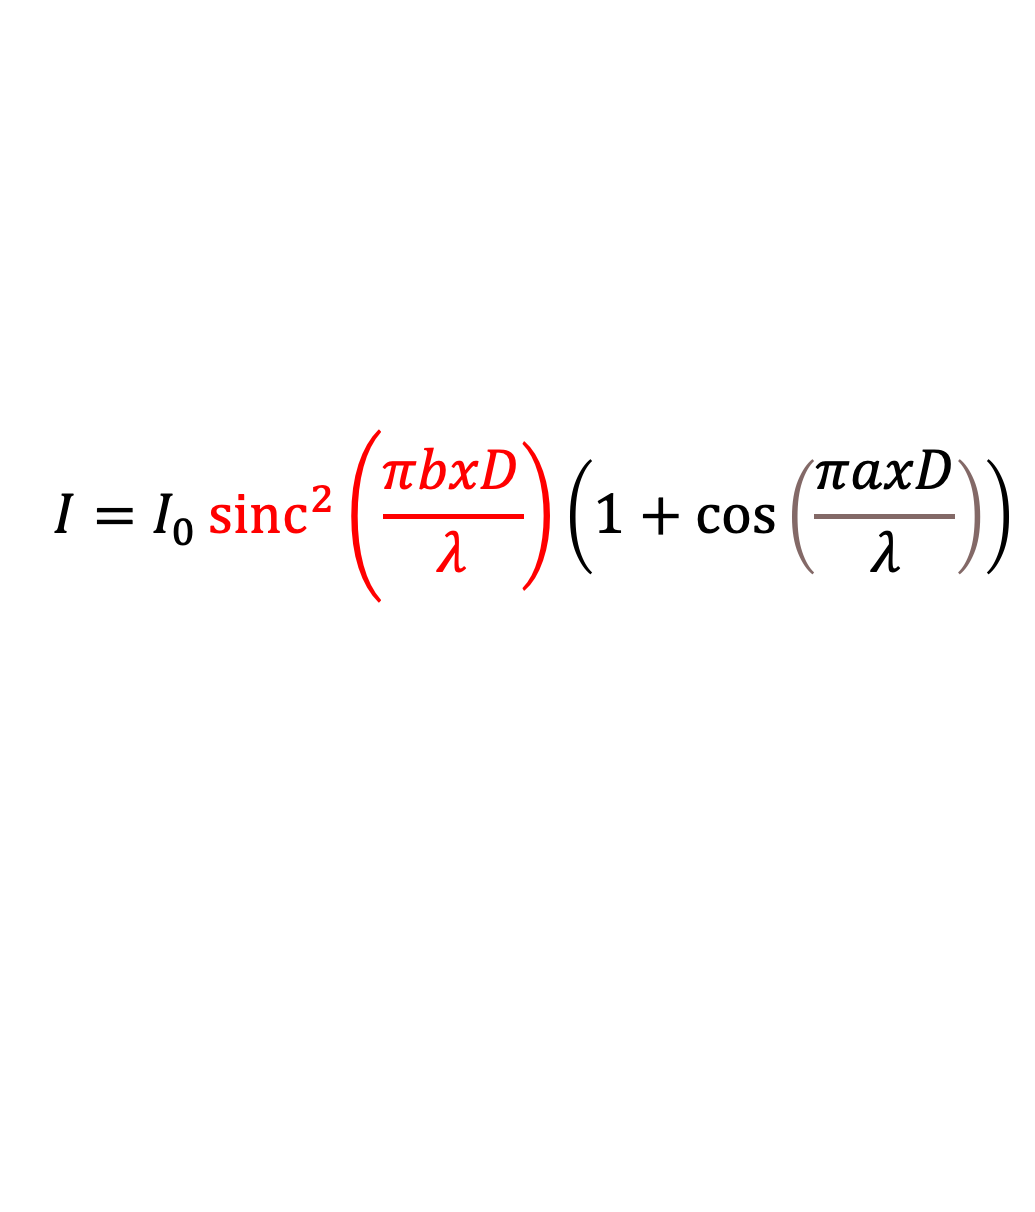 I = I₀ sinc² (πbxD/λ) (1 + cos (πaxD/λ))